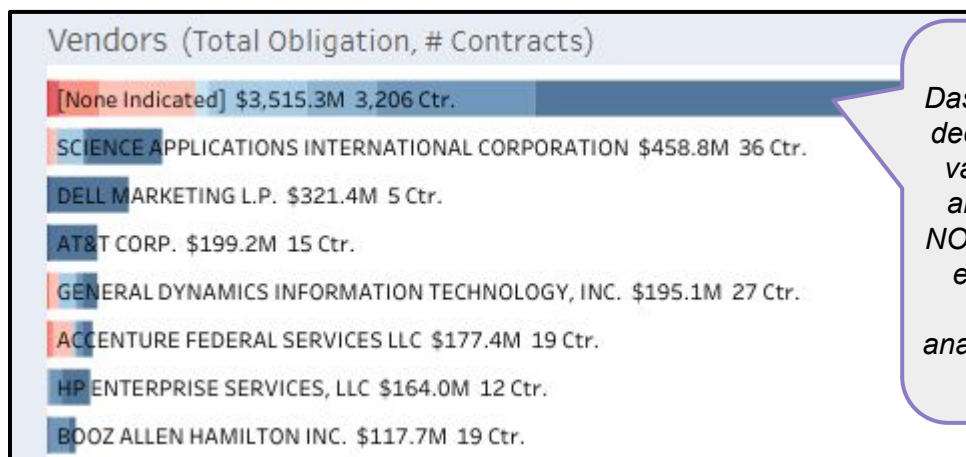 Vendors (Total Obligation, # Contracts)
[None Indicated] $3,515.3M 3,206 Ctr.
SCIENCE APPLICATIONS INTERNATIONAL CORPORATION $458.8M 36 Ctr.
DELL MARKETING L.P. $321.4M 5 Ctr.
AT&T CORP. $199.2M 15 Ctr.
GENERAL DYNAMICS INFORMATION TECHNOLOGY, INC. $195.1M 27 Ctr.
ACCENTURE FEDERAL SERVICES LLC $177.4M 19 Ctr.
HP ENTERPRISE SERVICES, LLC $164.0M 12 Ctr.
BOOZ ALLEN HAMILTON INC. $117.7M 19 Ctr.